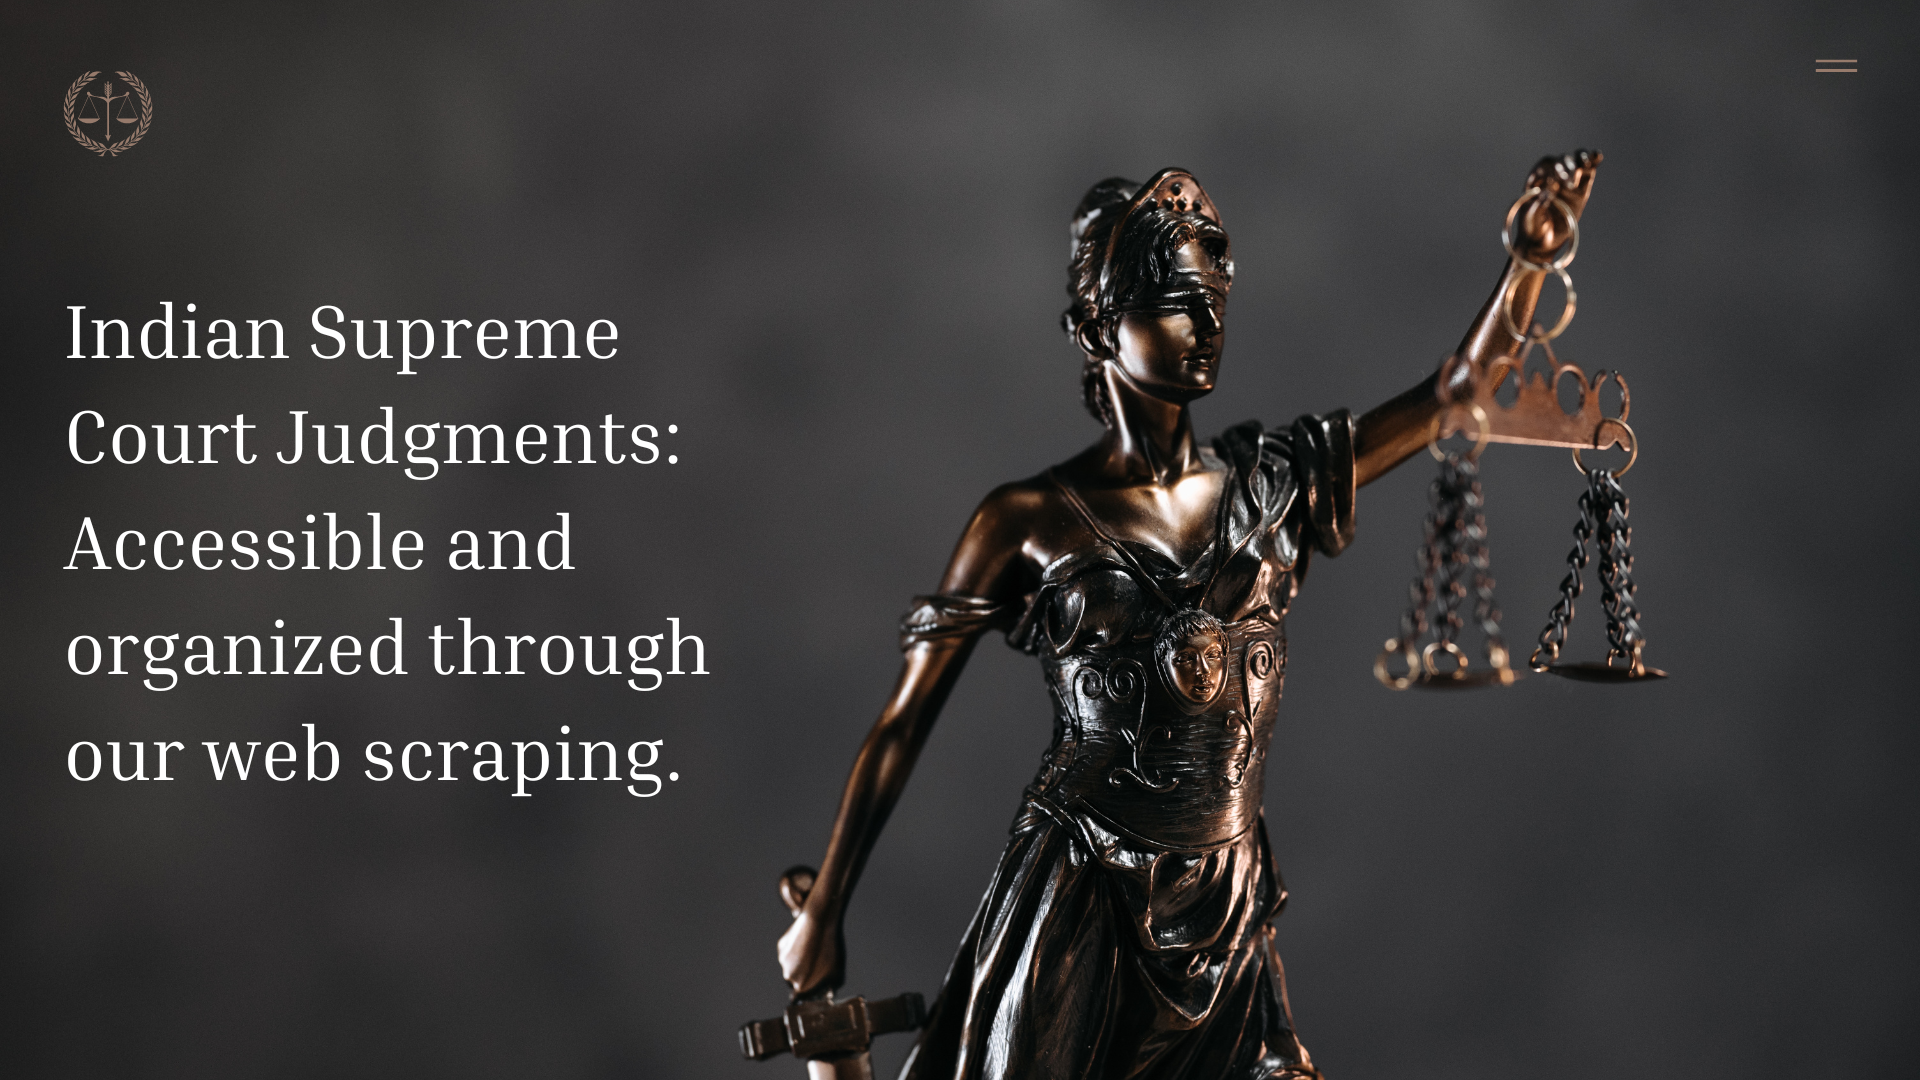 Indian Supreme
Court Judgments:
Accessible and
organized through
our web scraping.